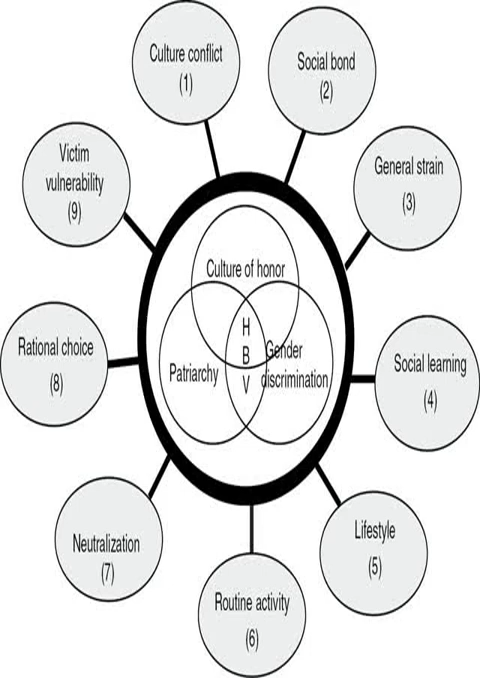 Culture conflict
(1)
Social bond
(2)
General strain
(3)
Social learning
(4)
Lifestyle
(5)
Routine activity
(6)
Neutralization
(7)
Rational choice
(8)
Victim
vulnerability
(9)
Culture of honor
H
B
V
Patriarchy
Gender
discrimination